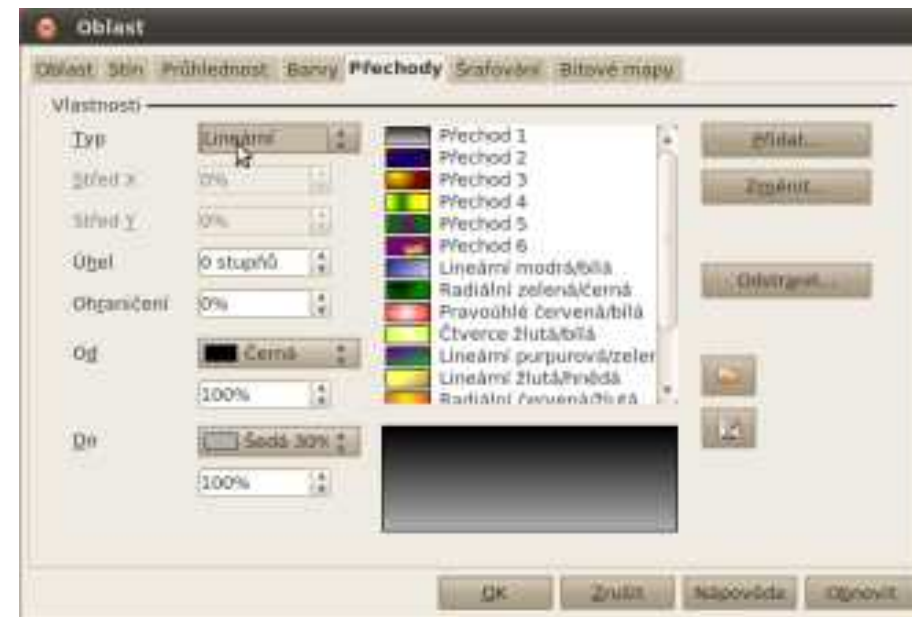 Oblast
Oblast Stín Průhlednost Barvy Přechody Šrafování Bitové mapy
Vlastnosti
Typ
Lineární
Střed X
0%
Střed Y
0%
Úhel
0 stupňů
Ohraničení
0%
Od
Černá
100%
Do
Šedá 30%
100%
Přechod 1
Přechod 2
Přechod 3
Přechod 4
Přechod 5
Přechod 6
Lineární modrá/bílá
Radiální zelená/černá
Pravoúhlé červená/bílá
Čtverce žlutá/bílá
Lineární purpurová/zelen
Lineární žlutá/hnědá
Radiální červená/žlutá
Přidat...
Změnit...
Odstranit...
OK Zrušit Nápověda Obnovit